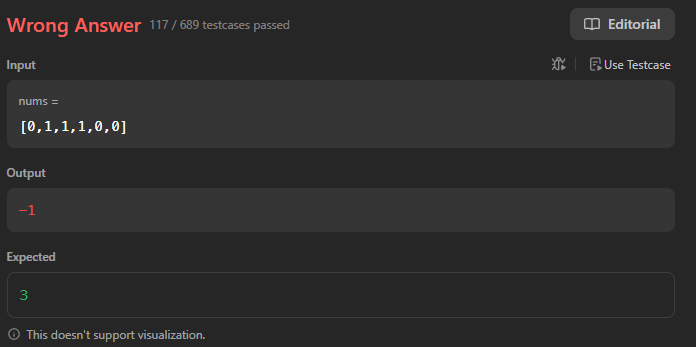 Wrong Answer 117 / 689 testcases passed Editorial
Input Use Testcase
nums =
[0,1,1,1,0,0]
Output
-1
Expected
3
This doesn't support visualization.